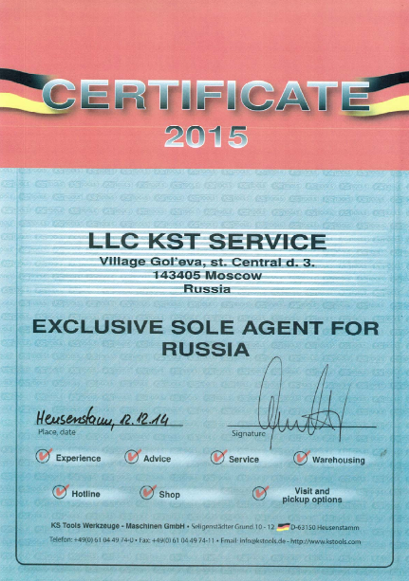 CERTIFICATE
2015
LLC KST SERVICE
Village Gol'eva, st. Central d. 3.
143405 Moscow
Russia
EXCLUSIVE SOLE AGENT FOR
RUSSIA
Heusenstamm, 12.12.14
Place, date
Signature
Experience
Advice
Service
Warehousing
Hotline
Shop
Visit and
pickup options
KS Tools Werkzeuge - Maschinen GmbH • Seligenstädter Grund 10 - 12 D-63150 Heusenstamm
Telefon: +49(0) 61 04 49 74-0 • Fax: +49(0) 61 04 49 74-11 • Email: info@kstools.de - http://www.kstools.com